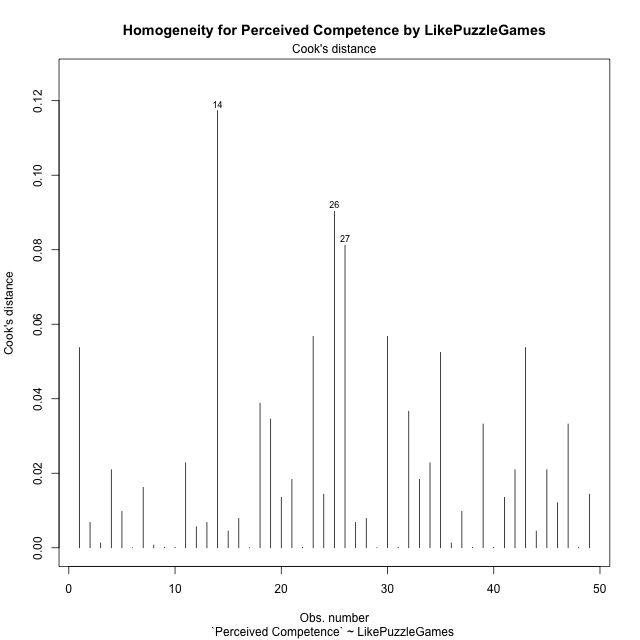 Homogeneity for Perceived Competence by LikePuzzleGames
Cook's distance
Cook's distance
0.12
0.10
0.08
0.06
0.04
0.02
0.00
14
26
27
0 10 20 30 40 50
Obs. number
`Perceived Competence` ~ LikePuzzleGames